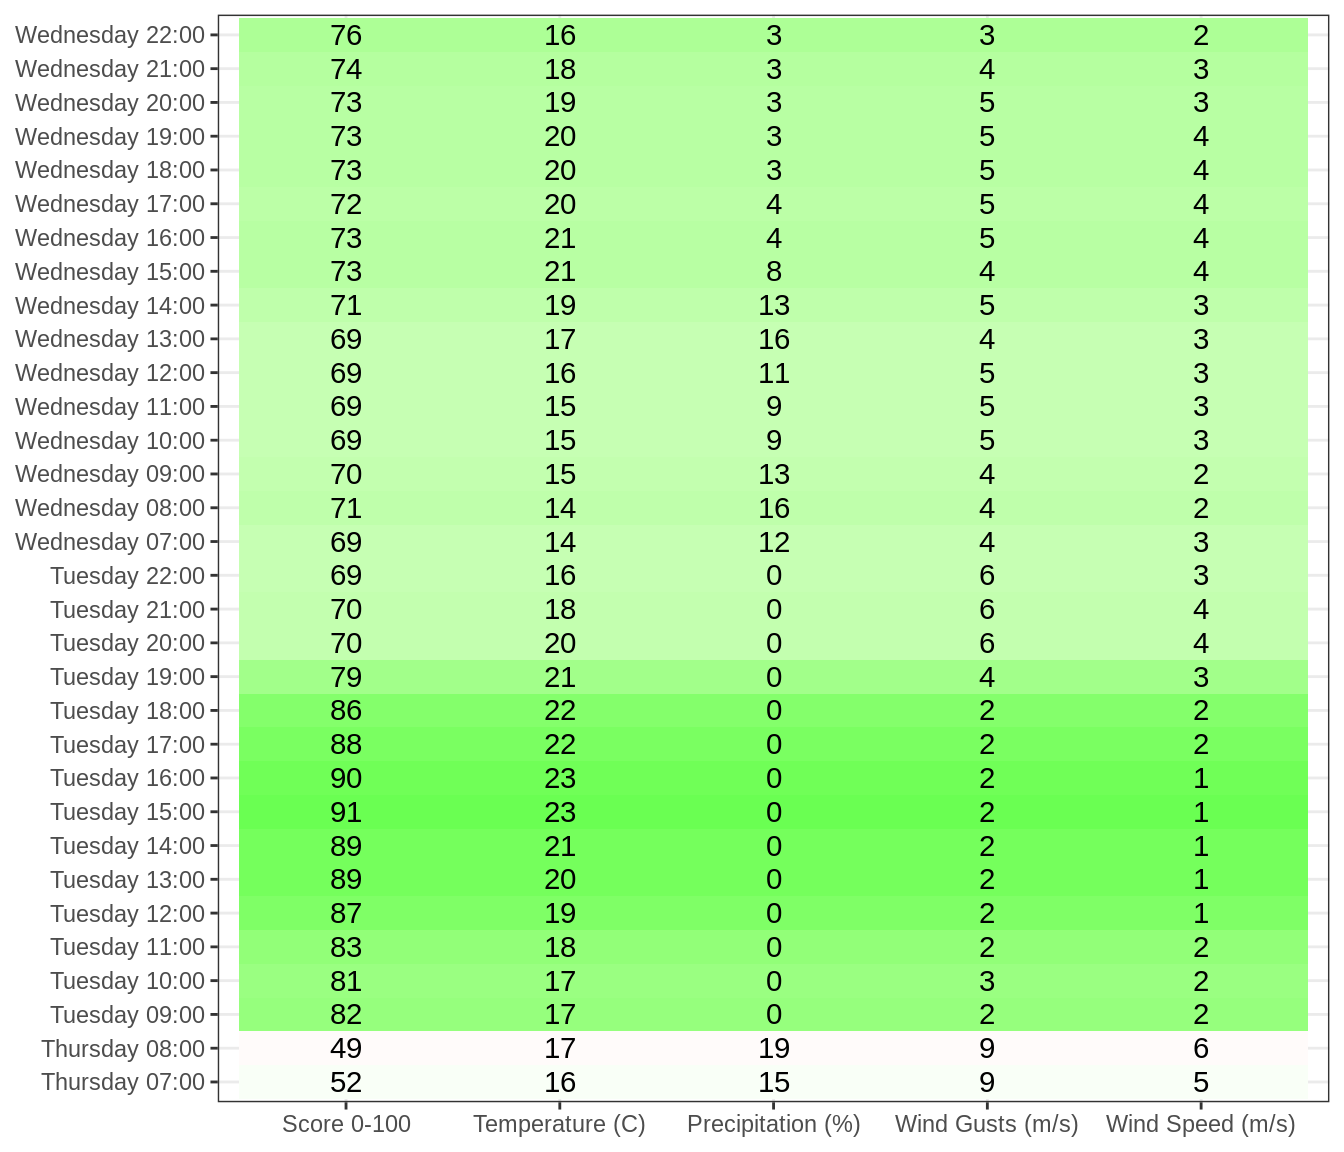 Wednesday 22:00 76 16 3 3 2
Wednesday 21:00 74 18 3 4 3
Wednesday 20:00 73 19 3 5 3
Wednesday 19:00 73 20 3 5 4
Wednesday 18:00 73 20 3 5 4
Wednesday 17:00 72 20 4 5 4
Wednesday 16:00 73 21 4 5 4
Wednesday 15:00 73 21 8 4 4
Wednesday 14:00 71 19 13 5 3
Wednesday 13:00 69 17 16 4 3
Wednesday 12:00 69 16 11 5 3
Wednesday 11:00 69 15 9 5 3
Wednesday 10:00 69 15 9 5 3
Wednesday 09:00 70 15 13 4 2
Wednesday 08:00 71 14 16 4 2
Wednesday 07:00 69 14 12 4 3
Tuesday 22:00 69 16 0 6 3
Tuesday 21:00 70 18 0 6 4
Tuesday 20:00 70 20 0 6 4
Tuesday 19:00 79 21 0 4 3
Tuesday 18:00 86 22 0 2 2
Tuesday 17:00 88 22 0 2 2
Tuesday 16:00 90 23 0 2 1
Tuesday 15:00 91 23 0 2 1
Tuesday 14:00 89 21 0 2 1
Tuesday 13:00 89 20 0 2 1
Tuesday 12:00 87 19 0 2 1
Tuesday 11:00 83 18 0 2 2
Tuesday 10:00 81 17 0 3 2
Tuesday 09:00 82 17 0 2 2
Thursday 08:00 49 17 19 9 6
Thursday 07:00 52 16 15 9 5
Score 0-100 Temperature (C) Precipitation (%) Wind Gusts (m/s) Wind Speed (m/s)